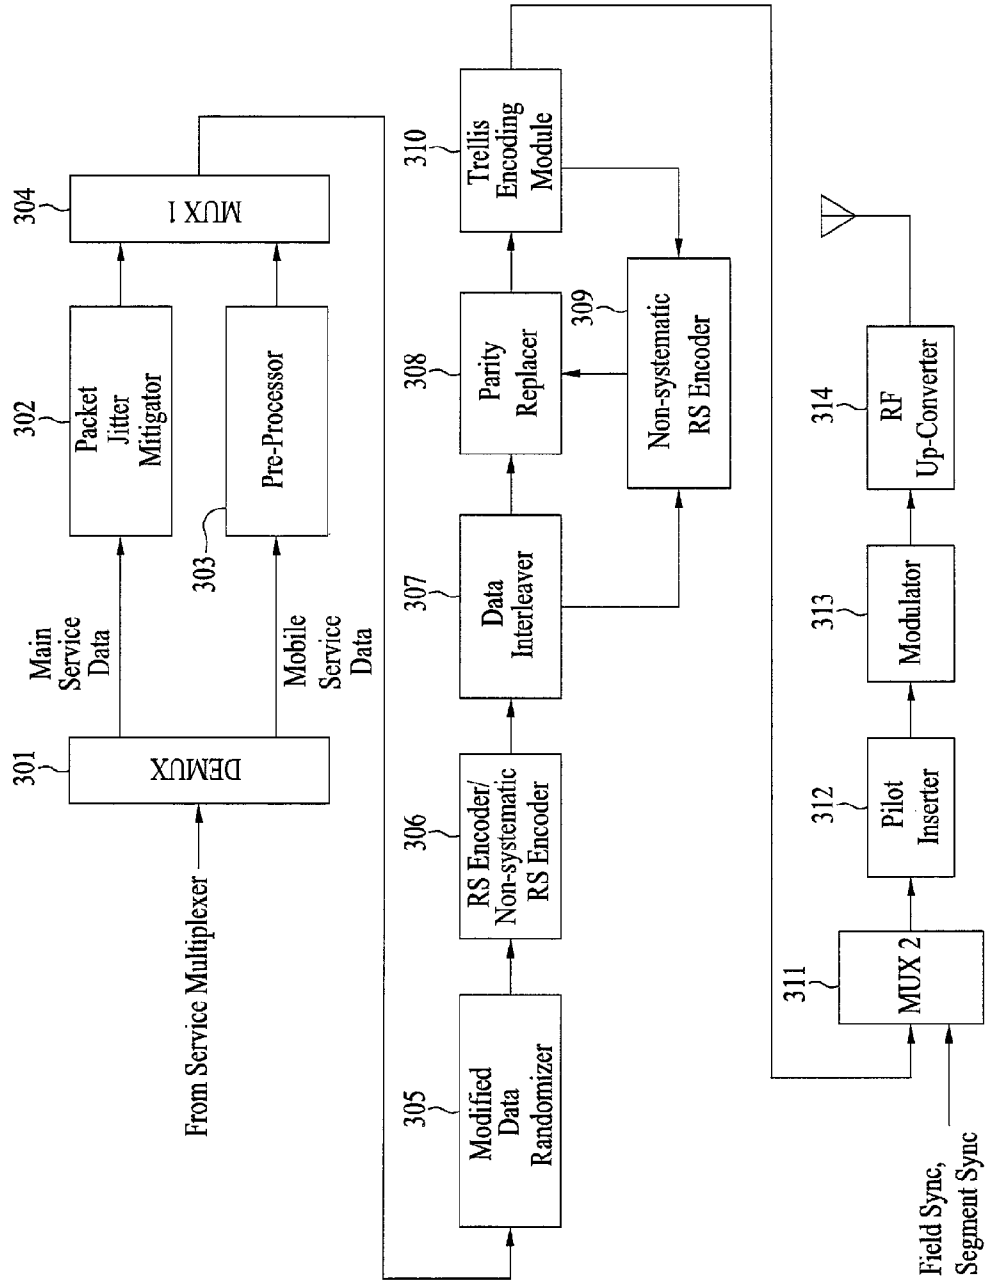 From Service Multiplexer
301
DEMUX
Main
Service
Data
Mobile
Service
Data
302
Packet
Jitter
Mitigator
303
Pre-Processor
304
MUX 1
305
Modified
Data
Randomizer
306
RS Encoder/
Non-systematic
RS Encoder
307
Data
Interleaver
308
Parity
Replacer
309
Non-systematic
RS Encoder
310
Trellis
Encoding
Module
Field Sync,
Segment Sync
311
MUX 2
312
Pilot
Inserter
313
Modulator
314
RF
Up-Converter